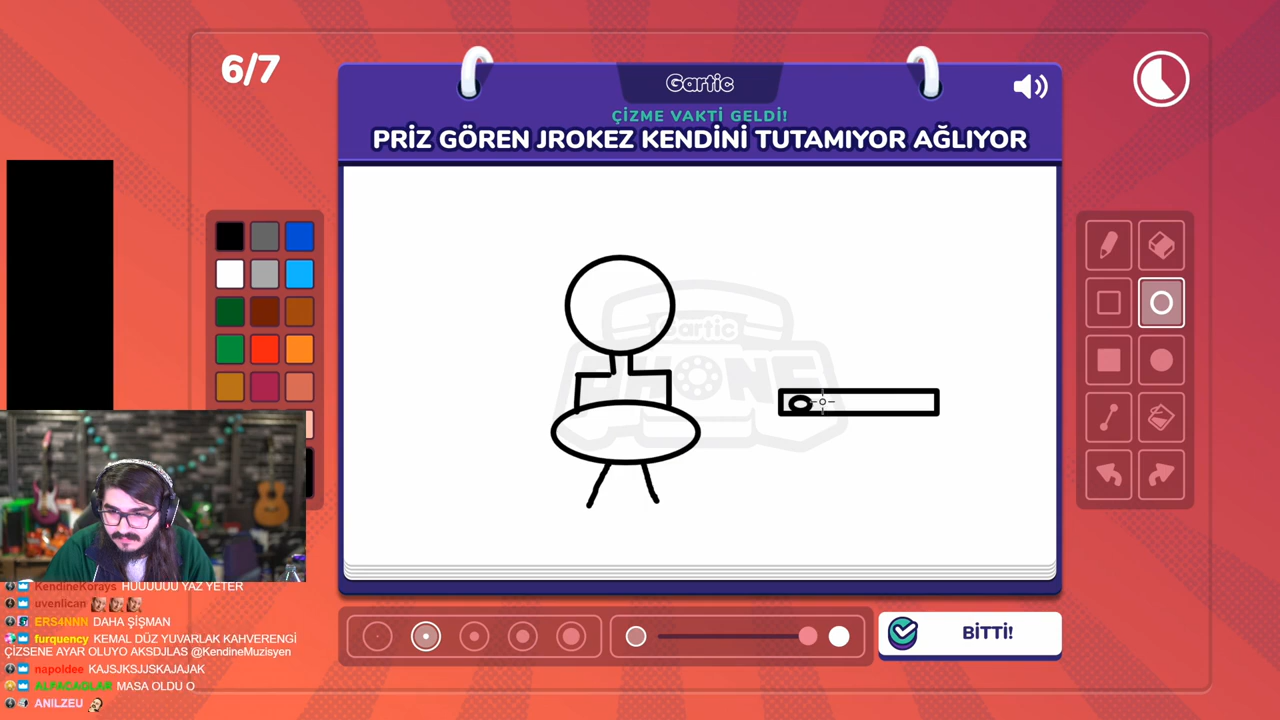 6/7
Gartic
ÇİZME VAKTİ GELDİ!
PRİZ GÖREN JROKEZ KENDİNİ TUTAMIYOR AĞLIYOR
Gartic
PHONE
KendineKorays HUUUUUU YAZ YETER
uvenlican
ERS4NNN DAHA ŞİŞMAN
furquency KEMAL DÜZ YUVARLAK KAHVERENGİ
ÇİZSENE AYAR OLUYO AKSDJLAS @KendineMuzisyen
napoldee KAJSJKSJJSKAJAJAK
ALPACAGLAR MASA OLDU O
ANILZEU
BİTTİ!